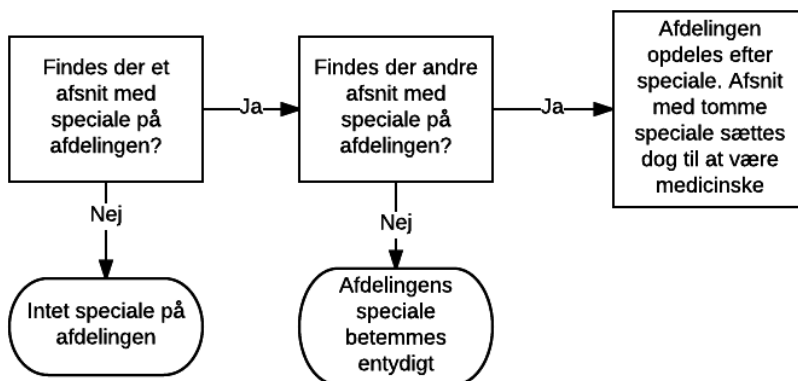 Findes der et
afsnit med
speciale på
afdelingen?
Ja
Findes der andre
afsnit med
speciale på
afdelingen?
Ja
Afdelingen
opdeles efter
speciale. Afsnit
med tomme
speciale sættes
dog til at være
medicinske
Nej
Nej
Intet speciale på
afdelingen
Afdelingens
speciale
betemmes
entydigt